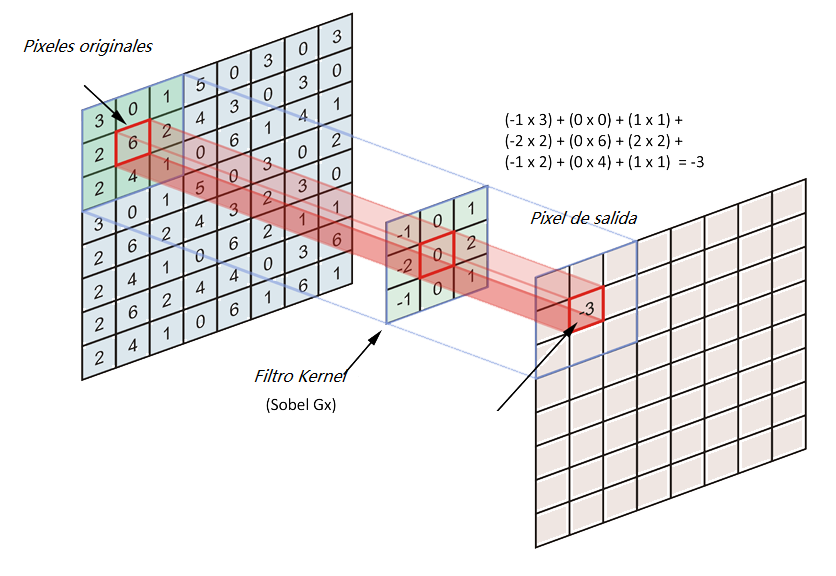 Pixeles originales
3 0 1 5 0 3 0 3
2 6 2 4 3 0 3 0
2 4 1 0 6 1 4 1
3 0 1 5 0 3 0 2
2 6 2 4 3 2 3 0
2 4 1 0 6 2 1 1
2 6 2 4 4 0 3 6
2 4 1 0 6 1 6 1
(-1 x 3) + (0 x 0) + (1 x 1) +
(-2 x 2) + (0 x 6) + (2 x 2) +
(-1 x 2) + (0 x 4) + (1 x 1) = -3
-1 0 1
-2 0 2
-1 0 1
Filtro Kernel
(Sobel Gx)
Pixel de salida
-3